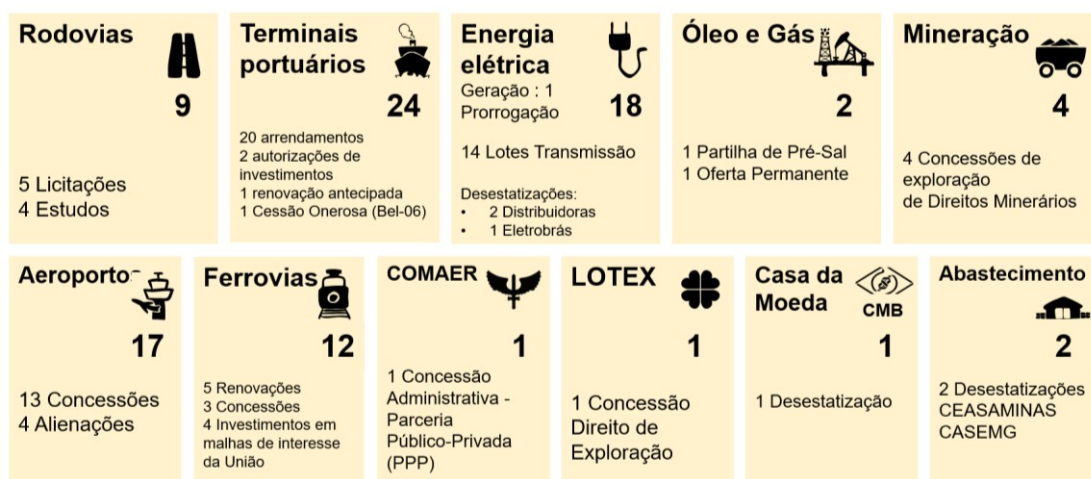 Rodovias
9
5 Licitações
4 Estudos
Terminais
portuários
24
20 arrendamentos
2 autorizações de
investimentos
1 renovação antecipada
1 Cessão Onerosa (Bel-06)
Energia
elétrica
Geração : 1
Prorrogação
18
14 Lotes Transmissão
Desestatizações:
• 2 Distribuidoras
• 1 Eletrobrás
Óleo e Gás
2
1 Partilha de Pré-Sal
1 Oferta Permanente
Mineração
4
4 Concessões de
exploração
de Direitos Minerários
Aeroportos
17
13 Concessões
4 Alienações
Ferrovias
12
5 Renovações
3 Concessões
4 Investimentos em
malhas de interesse
da União
COMAER
1
1 Concessão
Administrativa -
Parceria
Público-Privada
(PPP)
LOTEX
1
1 Concessão
Direito de
Exploração
Casa da
Moeda
CMB
1
1 Desestatização
Abastecimento
2
2 Desestatizações
CEASAMINAS
CASEMG